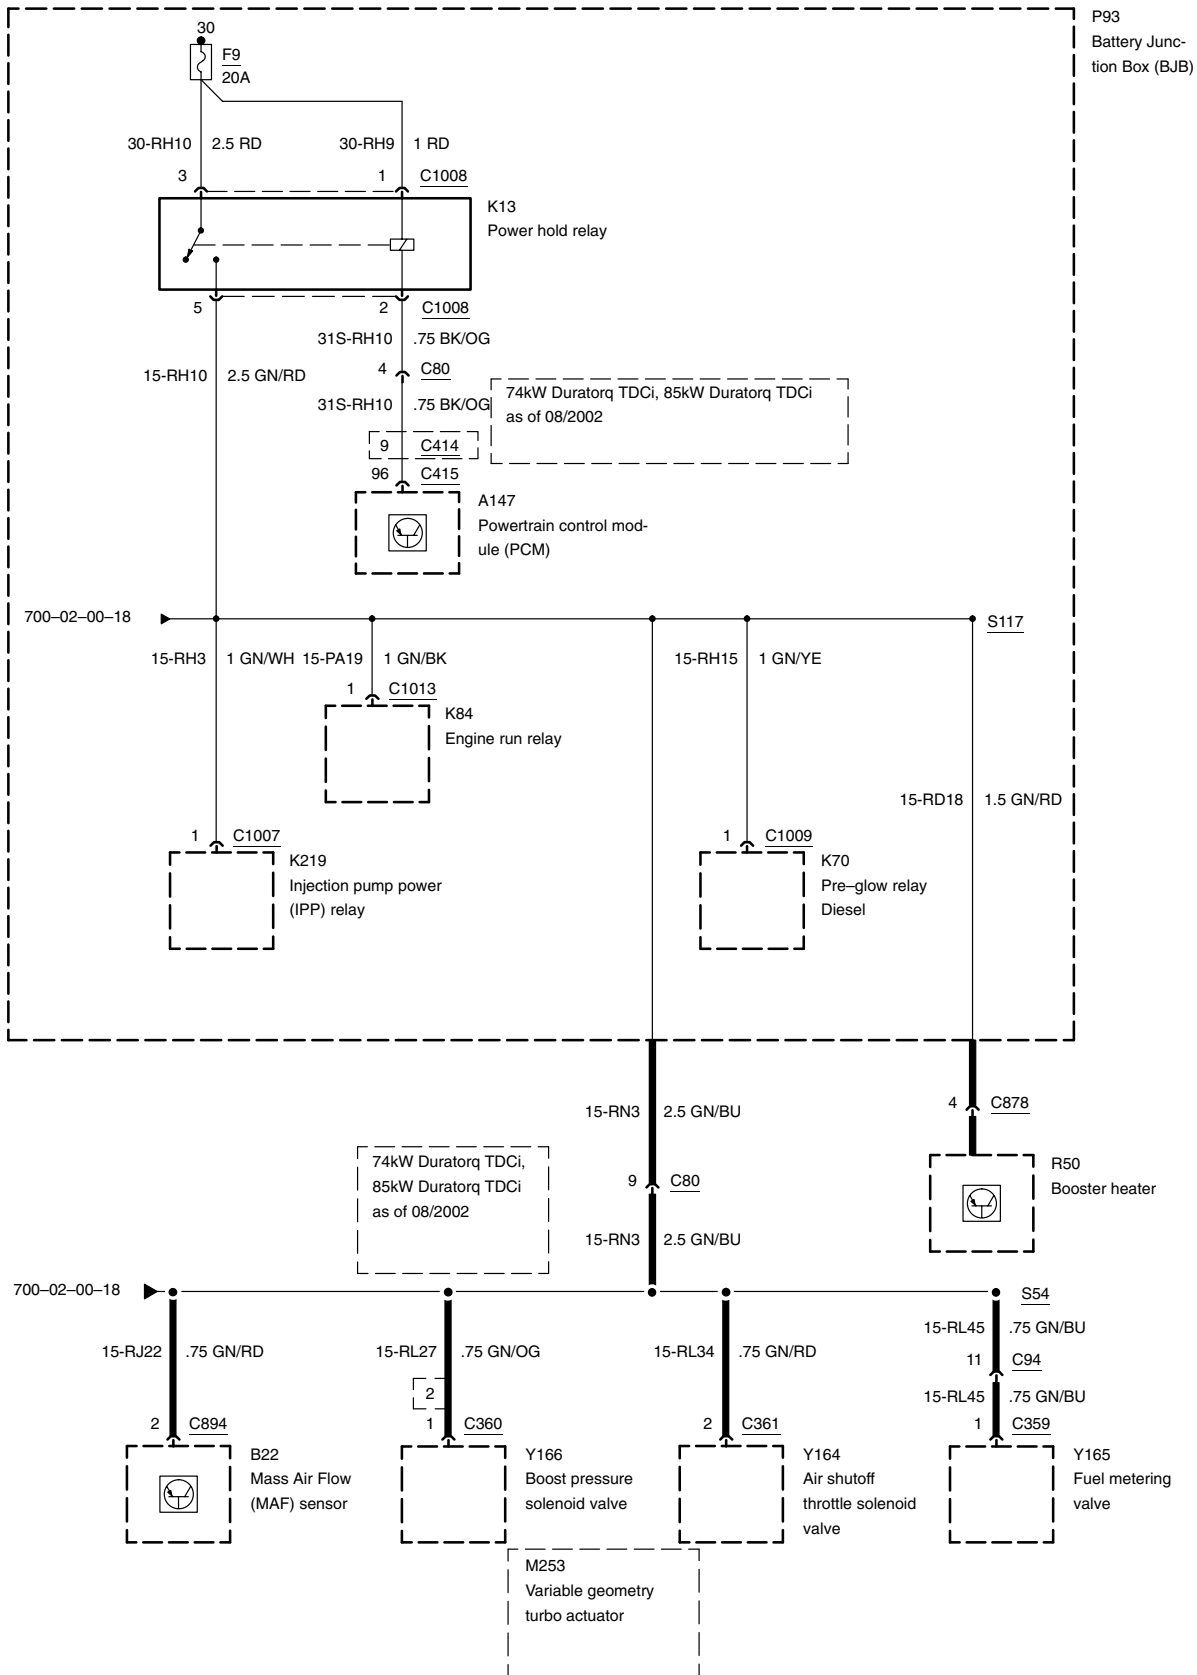 P93
Battery Junc-
tion Box (BJB)
30
F9
20A
30-RH10 2.5 RD
30-RH9 1 RD
3
1 C1008
K13
Power hold relay
5
2 C1008
31S-RH10 .75 BK/OG
15-RH10 2.5 GN/RD
4 C80
31S-RH10 .75 BK/OG
74kW Duratorq TDCi, 85kW Duratorq TDCi
as of 08/2002
9 C414
96 C415
A147
Powertrain control mod-
ule (PCM)
700–02–00–18
S117
15-RH3 1 GN/WH
15-PA19 1 GN/BK
15-RH15 1 GN/YE
1 C1013
K84
Engine run relay
15-RD18 1.5 GN/RD
1 C1007
K219
Injection pump power
(IPP) relay
1 C1009
K70
Pre–glow relay
Diesel
15-RN3 2.5 GN/BU
4 C878
R50
Booster heater
74kW Duratorq TDCi,
85kW Duratorq TDCi
as of 08/2002
9 C80
15-RN3 2.5 GN/BU
700–02–00–18
S54
15-RJ22 .75 GN/RD
15-RL27 .75 GN/OG
15-RL34 .75 GN/RD
15-RL45 .75 GN/BU
11 C94
15-RL45 .75 GN/BU
2
2 C894
1 C360
2 C361
1 C359
B22
Mass Air Flow
(MAF) sensor
Y166
Boost pressure
solenoid valve
Y164
Air shutoff
throttle solenoid
valve
Y165
Fuel metering
valve
M253
Variable geometry
turbo actuator